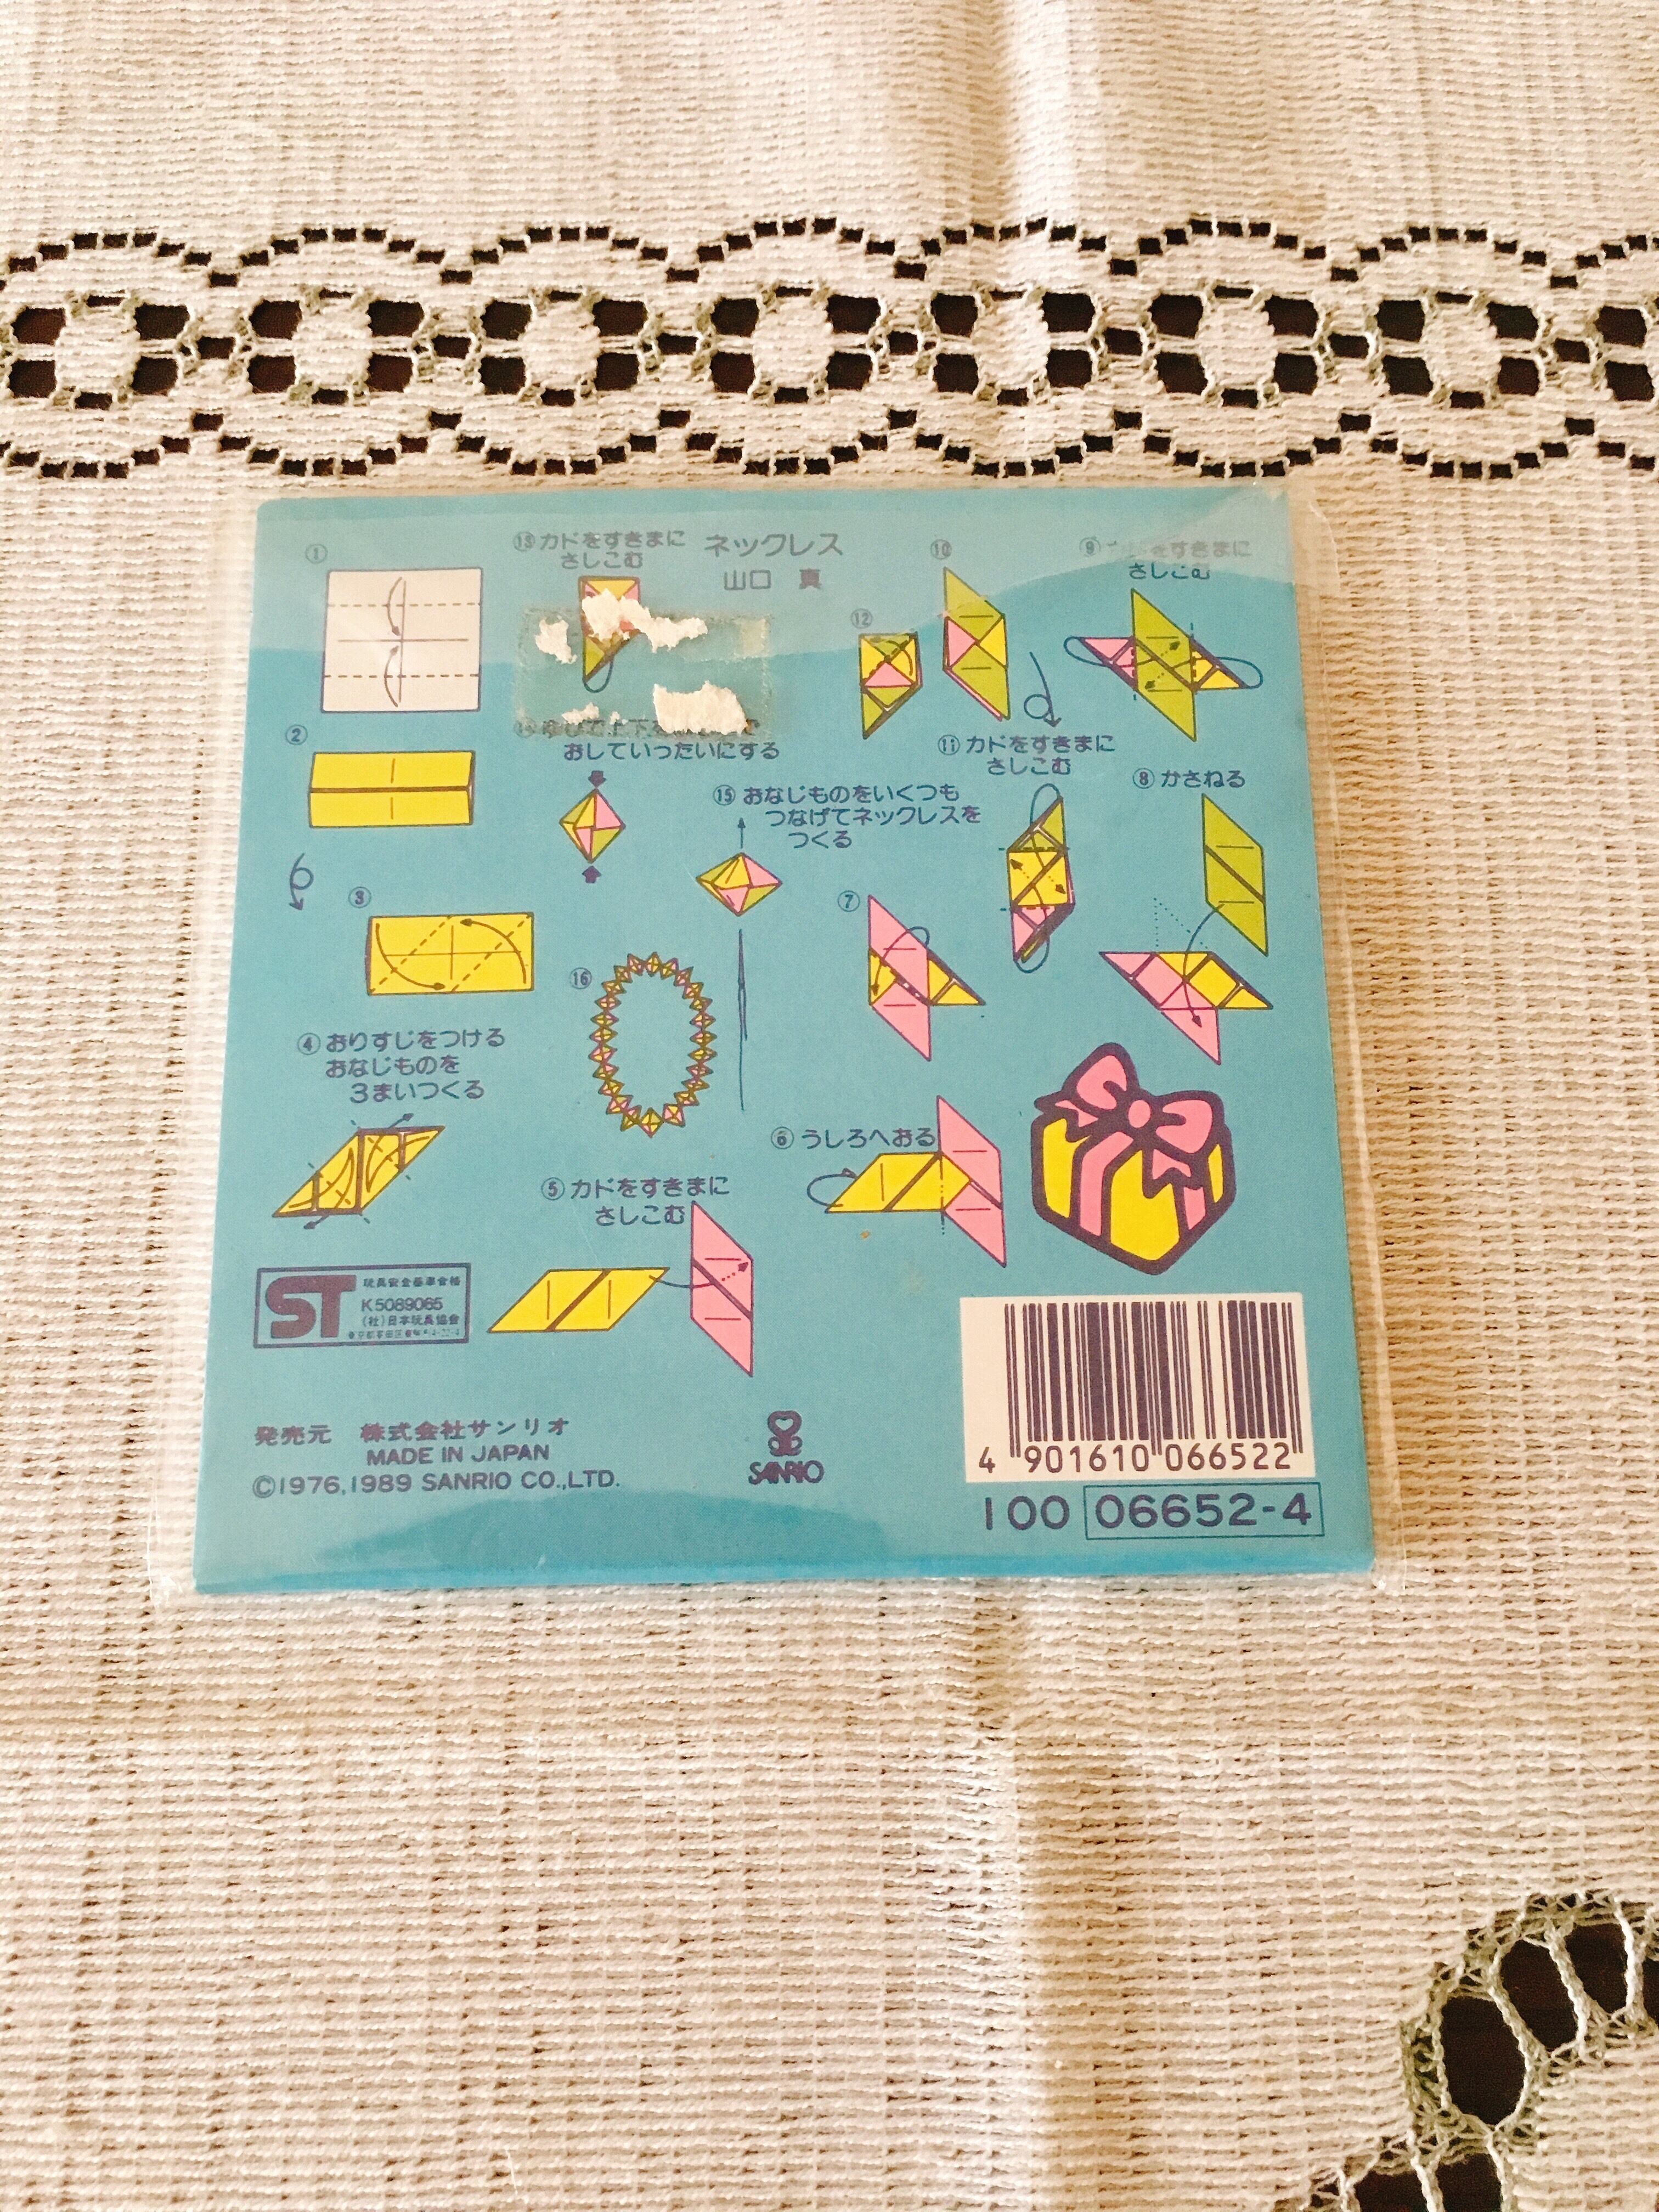 ①
⑬カドをすきまに
さしこむ
ネックレス
山口 真
⑩
⑨
をすきまに
さしこむ
⑫
②
おしていったいにする
⑪カドをすきまに
さしこむ
⑧かさねる
⑮おなじものをいくつも
つなげてネックレスを
つくる
③
⑦
⑯
④おりすじをつける
おなじものを
3まいつくる
⑥うしろへおる
⑤カドをすきまに
さしこむ
ST
玩具安全基準合格
K5089065
(社)日本玩具協会
発売元 株式会社サンリオ
MADE IN JAPAN
©1976,1989 SANRIO CO.,LTD.
SANRIO
4 901610 066522
100 06652-4